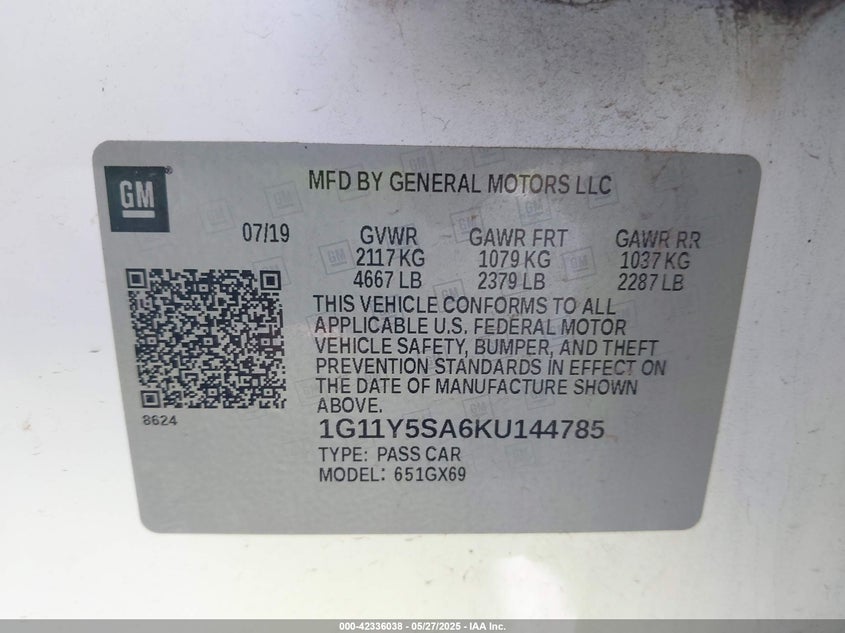 GM
MFD BY GENERAL MOTORS LLC
07/19 GVWR GAWR FRT GAWR RR
2117 KG 1079 KG 1037 KG
4667 LB 2379 LB 2287 LB
THIS VEHICLE CONFORMS TO ALL
APPLICABLE U.S. FEDERAL MOTOR
VEHICLE SAFETY, BUMPER, AND THEFT
PREVENTION STANDARDS IN EFFECT ON
THE DATE OF MANUFACTURE SHOWN
ABOVE.
8624
1G11Y5SA6KU144785
TYPE: PASS CAR
MODEL: 651GX69
000-42336038 - 05/27/2025 - IAA Inc.